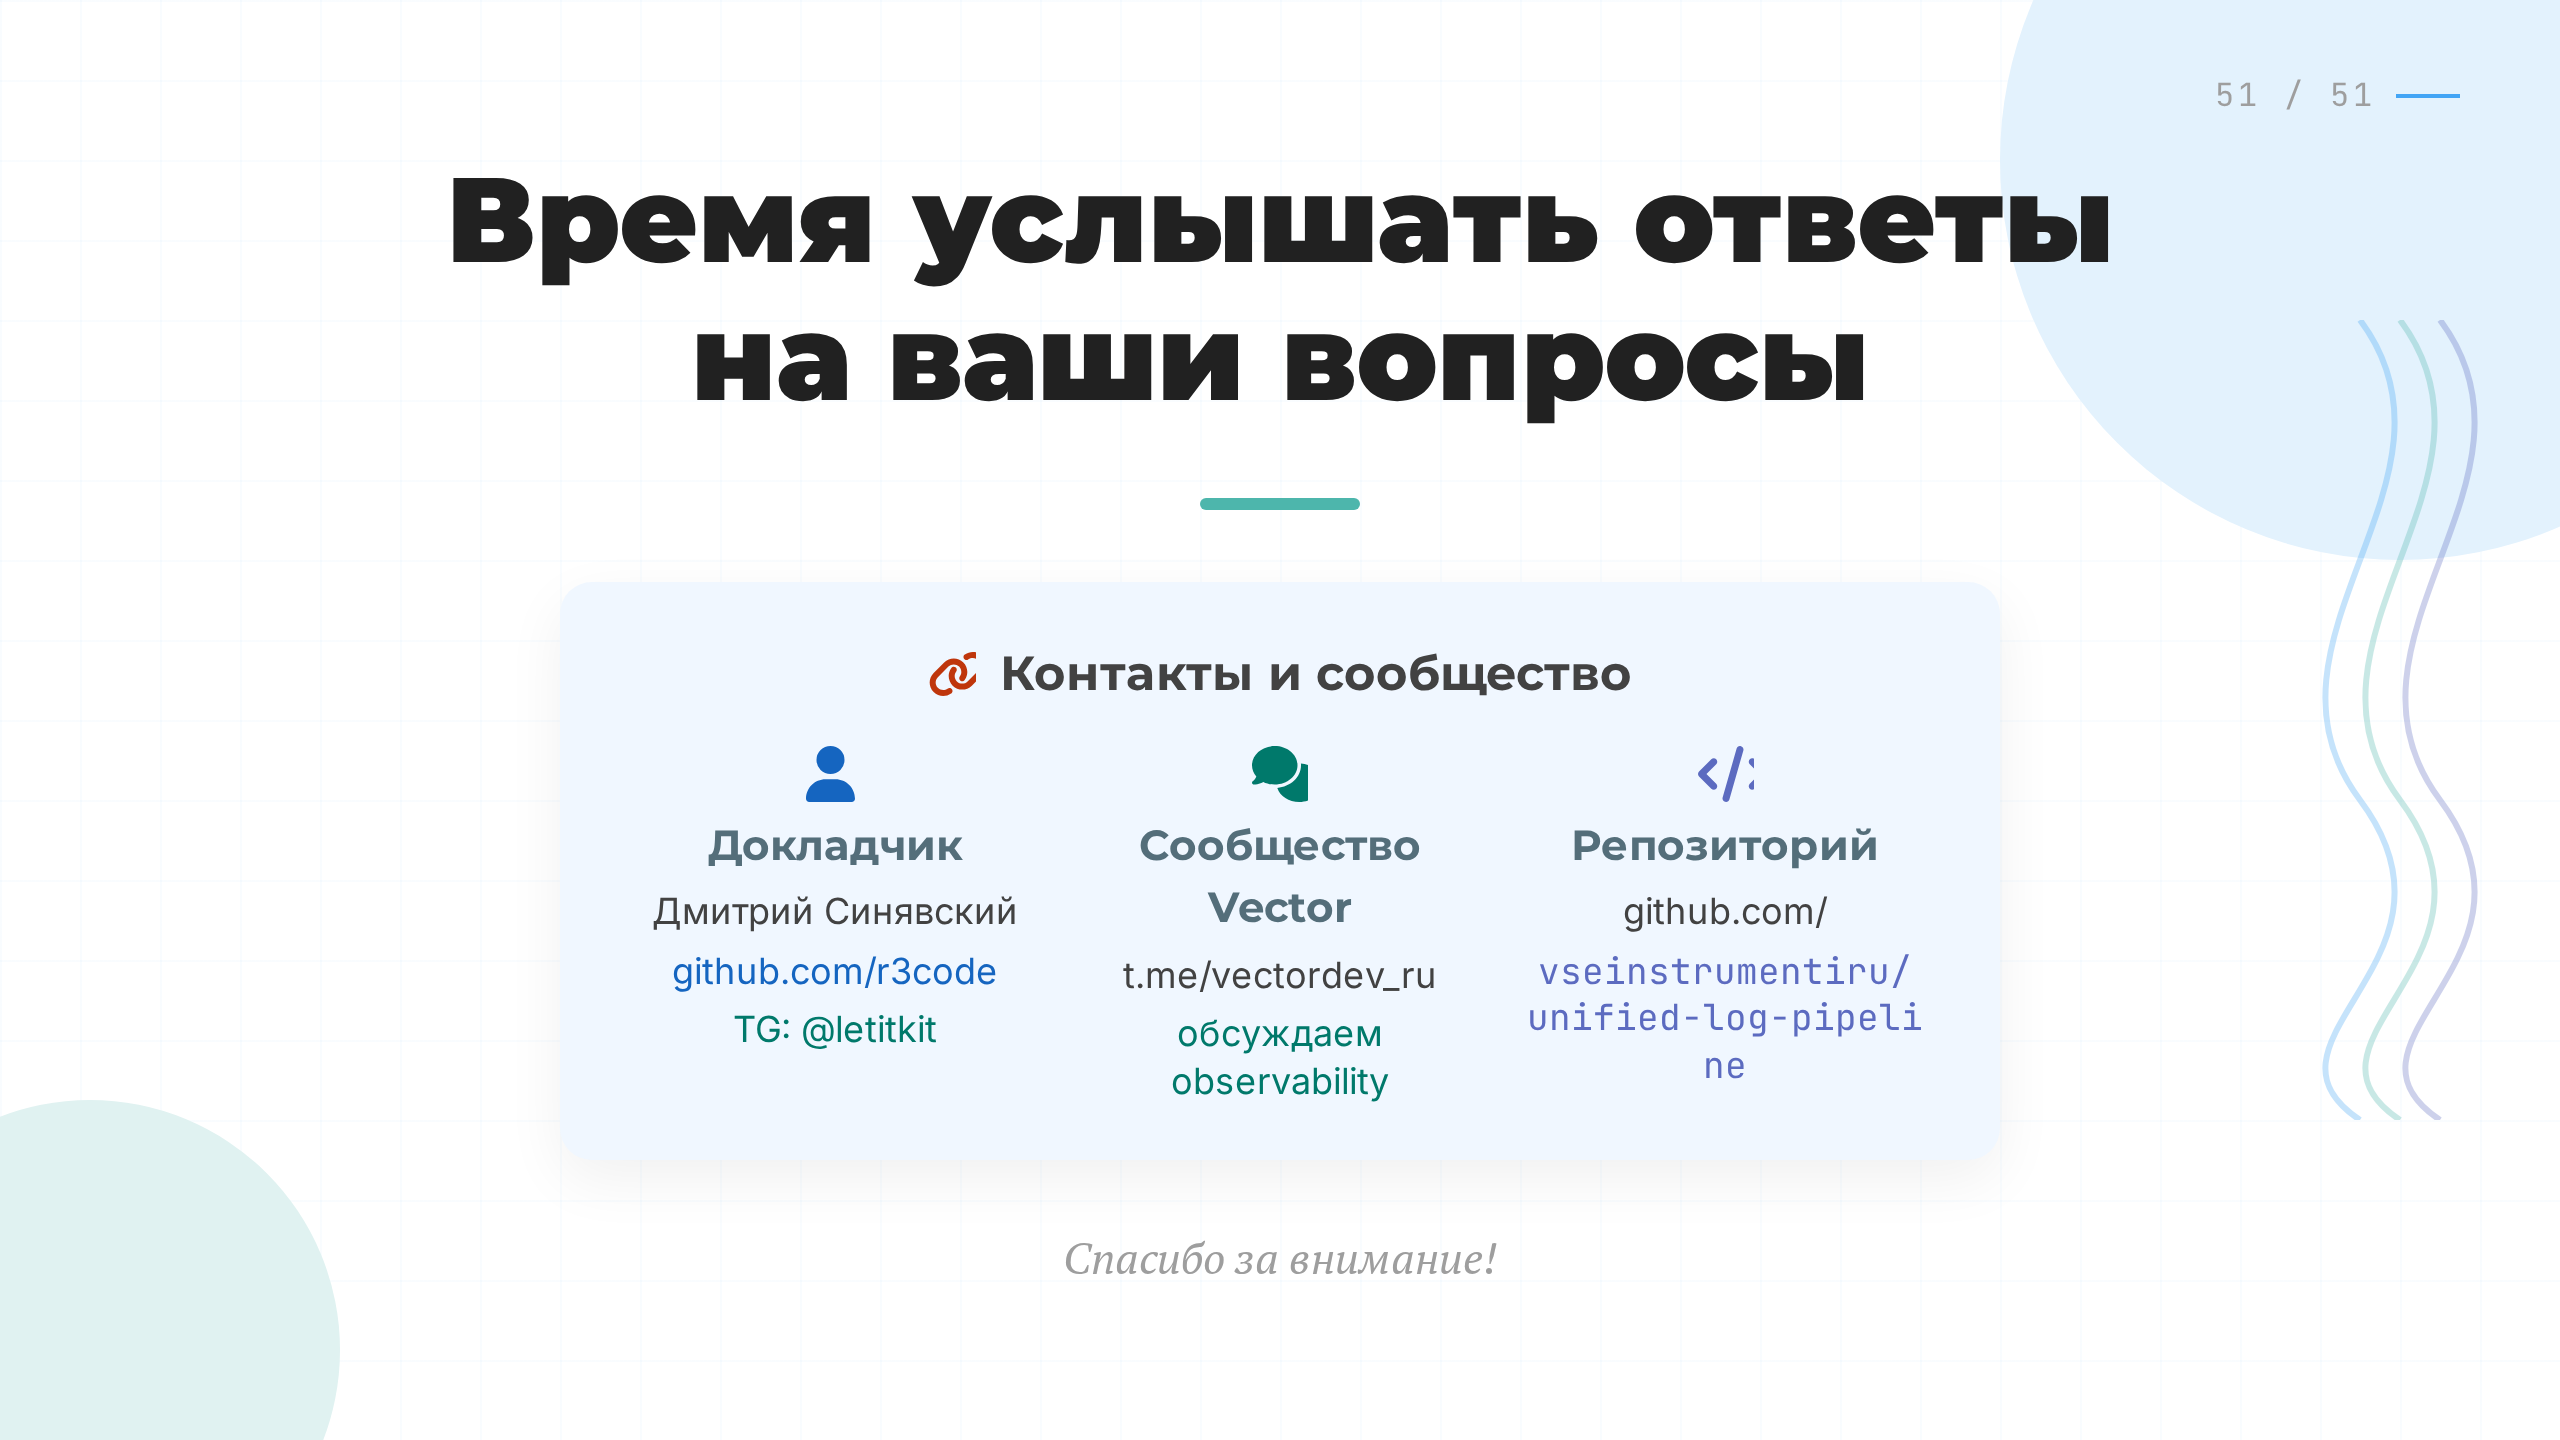 51 / 51
Время услышать ответы
на ваши вопросы
Контакты и сообщество
Докладчик
Дмитрий Синявский
github.com/r3code
TG: @letitkit
Сообщество
Vector
t.me/vectordev_ru
обсуждаем
observability
Репозиторий
github.com/
vseinstrumentiru/
unified-log-pipeli
ne
Спасибо за внимание!